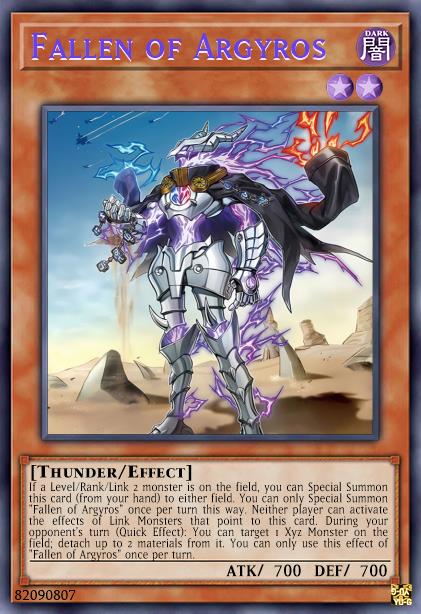 FALLEN OF ARGYROS
DARK
闇
[THUNDER/EFFECT]
If a Level/Rank/Link 2 monster is on the field, you can Special Summon
this card (from your hand) to either field. You can only Special Summon
"Fallen of Argyros" once per turn this way. Neither player can activate
the effects of Link Monsters that point to this card. During your
opponent's turn (Quick Effect): You can target 1 Xyz Monster on the
field; detach up to 2 materials from it. You can only use this effect of
"Fallen of Argyros" once per turn.
ATK/ 700 DEF/ 700
82090807